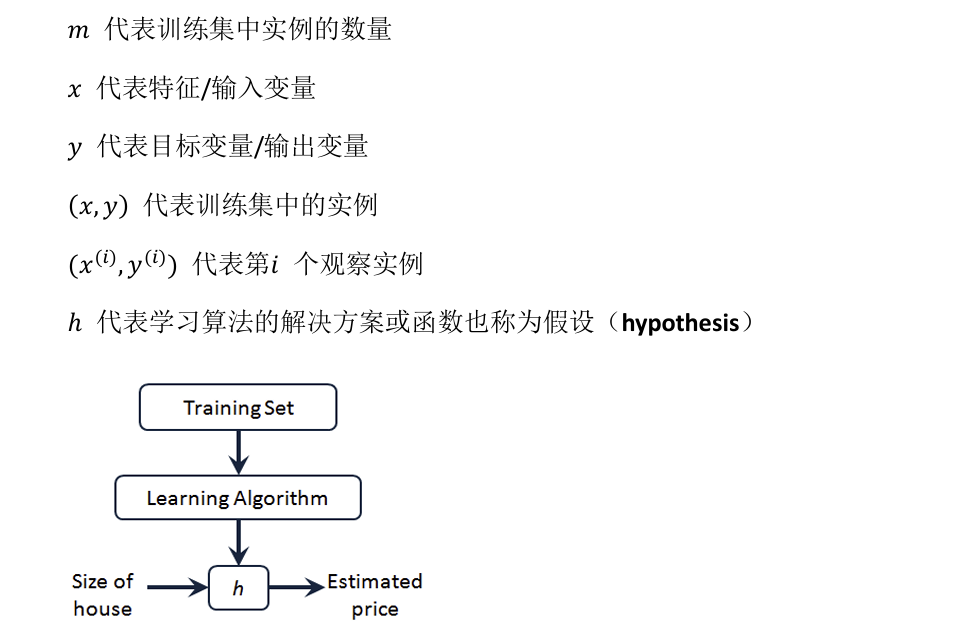 m 代表训练集中实例的数量
x 代表特征/输入变量
y 代表目标变量/输出变量
(x, y) 代表训练集中的实例
(x⁽ⁱ⁾, y⁽ⁱ⁾) 代表第i 个观察实例
h 代表学习算法的解决方案或函数也称为假设（hypothesis）
Training Set
Learning Algorithm
Size of
house
h
Estimated
price